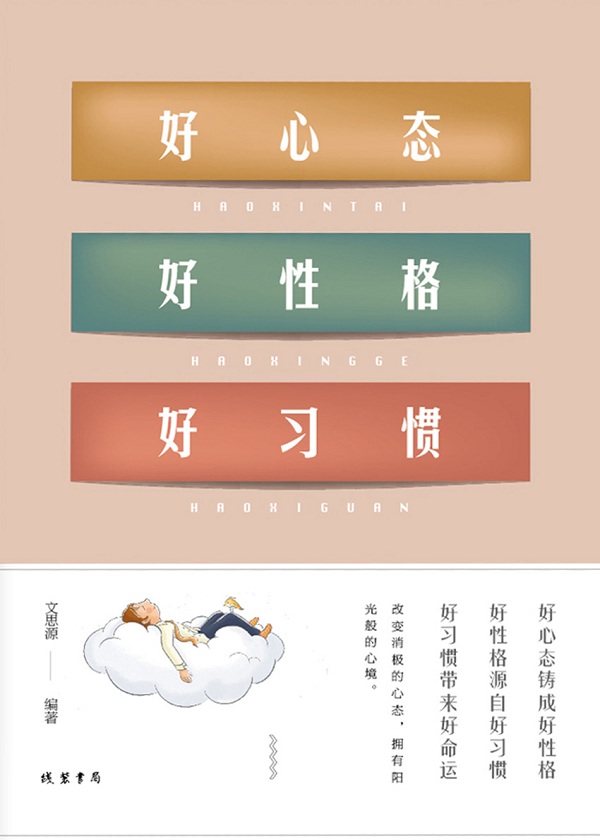 好心态
HAOXINTAI
好性格
HAOXINGGE
好习惯
HAOXIGUAN
好心态铸成好性格
好性格源自好习惯
好习惯带来好命运
改变消极的心态，拥有阳
光般的心境。
文思源——编著
线装书局